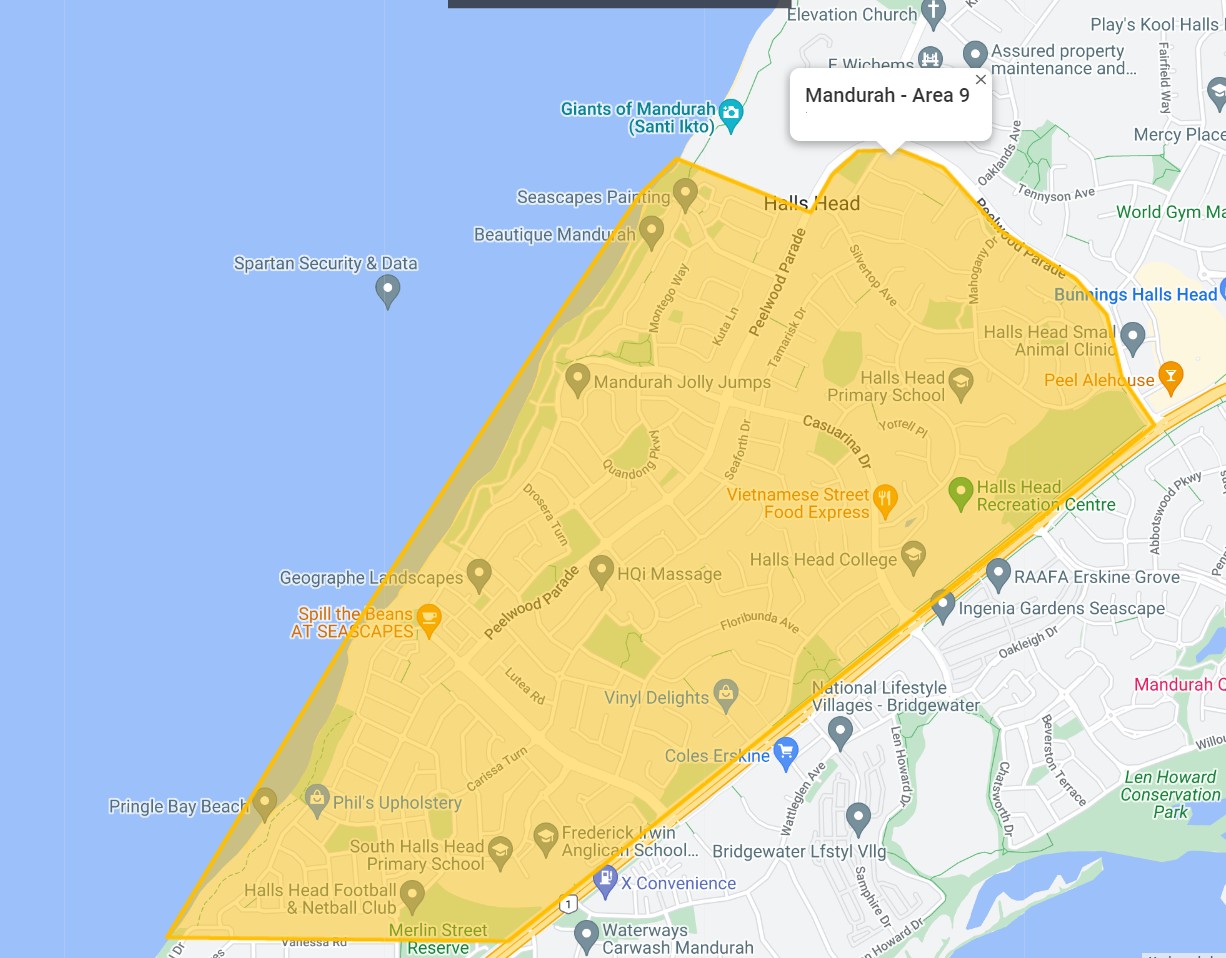 Elevation Church
Play's Kool Halls
F Wichems
Assured property
maintenance and...
Fairfield Way
Mandurah - Area 9
Giants of Mandurah
(Santi Ikto)
Mercy Place
Oaklands Ave
Tennyson Ave
Seascapes Painting
Halls Head
World Gym Ma
Beautique Mandurah
Peelwood Parade
Spartan Security & Data
Montego Way
Peelwood Parade
Silvertop Ave
Mahogany Dr
Bunnings Halls Head
Kuta Ln
Tamarisk Dr
Halls Head Small
Animal Clinic
Mandurah Jolly Jumps
Halls Head
Primary School
Peel Alehouse
Casuarina Dr
Yorrell Pl
Seaforth Dr
Quandong Pkwy
Drosera Turn
Vietnamese Street
Food Express
Halls Head
Recreation Centre
Abbotswood Pkwy
Halls Head College
Geographe Landscapes
HQi Massage
RAAFA Erskine Grove
Spill the Beans
AT SEASCAPES
Peelwood Parade
Ingenia Gardens Seascape
Floribunda Ave
Oakleigh Dr
Lutea Rd
Vinyl Delights
National Lifestyle
Villages - Bridgewater
Mandurah
Coles Erskine
Len Howard Dr
Beverston Terrace
Carissa Turn
Wattleglen Ave
Chatsworth Dr
Len Howard
Conservation
Park
Pringle Bay Beach
Phil's Upholstery
Frederick Irwin
Anglican School...
South Halls Head
Primary School
Bridgewater Lfstyl Vllg
X Convenience
Samphire Dr
Halls Head Football
& Netball Club
1
Merlin Street
Reserve
Vanessa Rd
Waterways
Carwash Mandurah
Howard Dr
Dr